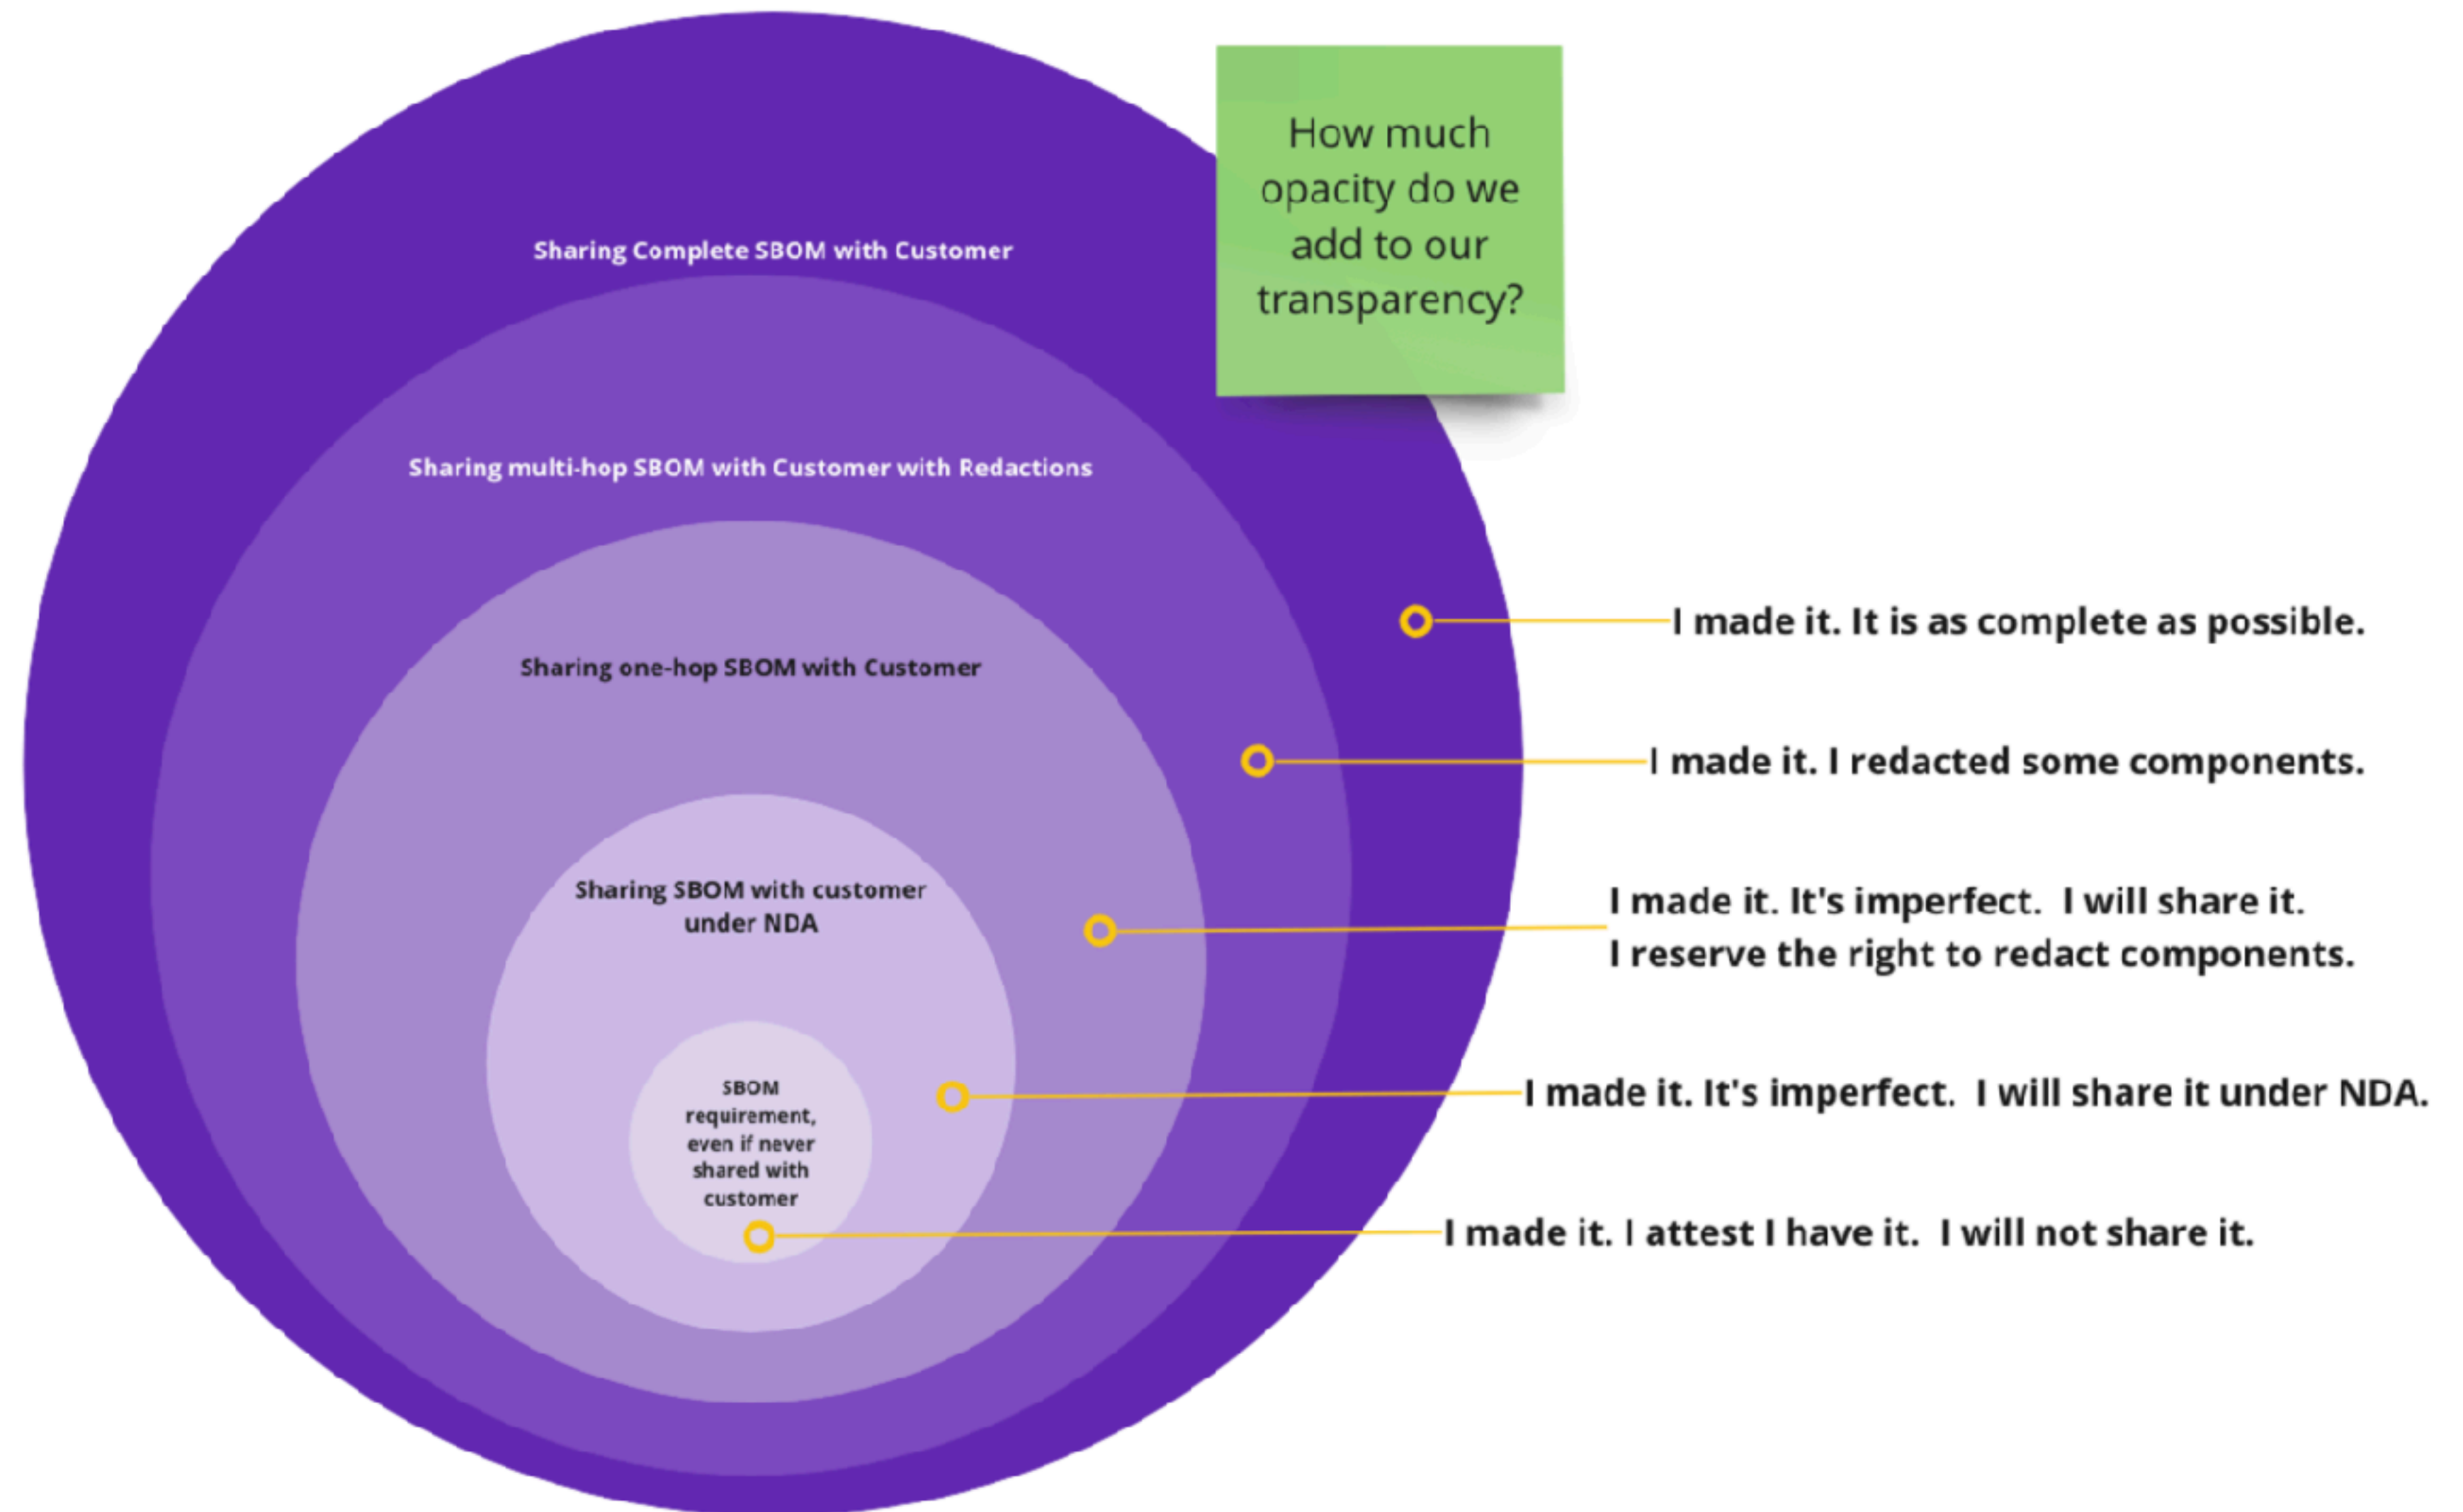 How much
opacity do we
add to our
transparency?
Sharing Complete SBOM with Customer
Sharing multi-hop SBOM with Customer with Redactions
Sharing one-hop SBOM with Customer
Sharing SBOM with customer
under NDA
SBOM
requirement,
even if never
shared with
customer
I made it. It is as complete as possible.
I made it. I redacted some components.
I made it. It's imperfect.  I will share it.
I reserve the right to redact components.
I made it. It's imperfect.  I will share it under NDA.
I made it. I attest I have it.  I will not share it.